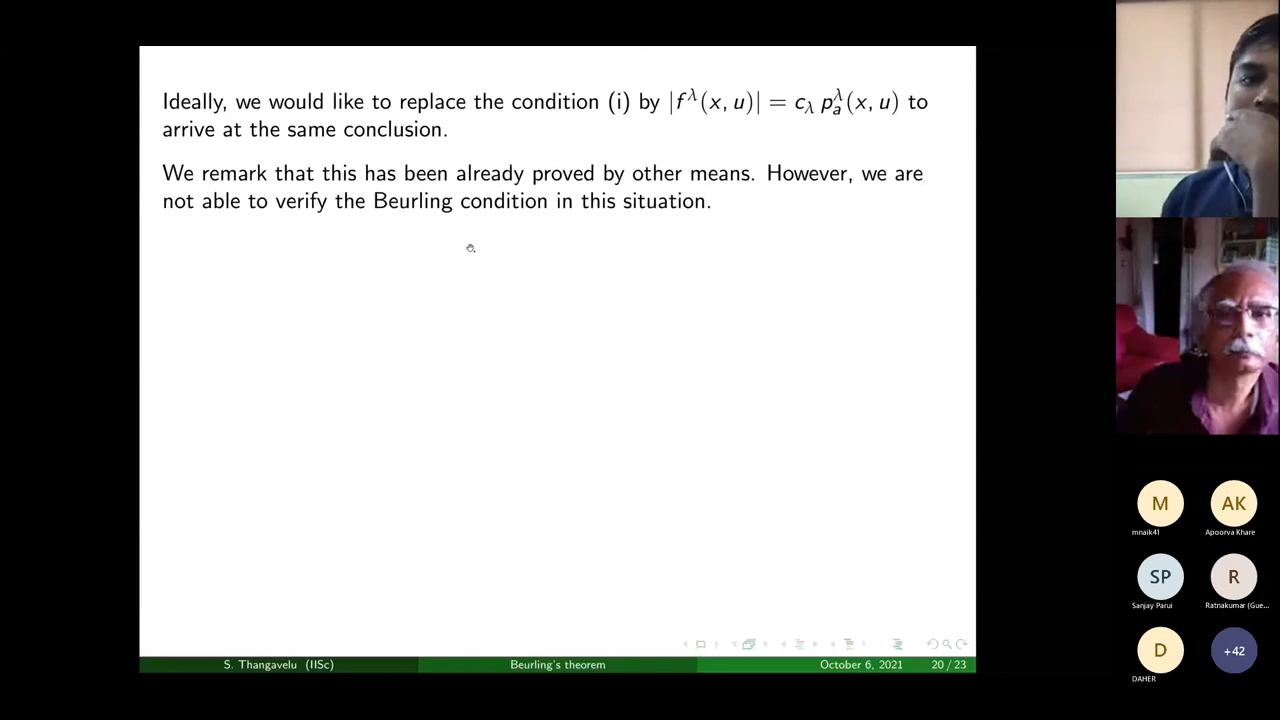 Ideally, we would like to replace the condition (i) by |f^λ(x, u)| = c_λ p_a^λ(x, u) to
arrive at the same conclusion.
We remark that this has been already proved by other means. However, we are
not able to verify the Beurling condition in this situation.
S. Thangavelu (IISc) Beurling's theorem October 6, 2021 20 / 23
M AK
mnaik41 Apoorva Khare
SP R
Sanjay Parui Ratnakumar (Gue...
D +42
DAHER